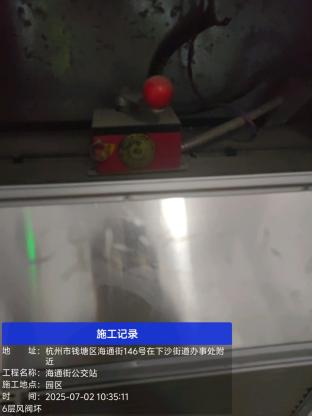 施工记录
地 址：杭州市钱塘区海通街146号在下沙街道办事处附
近
工程名称：海通街公交站
施工地点：园区
时 间：2025-07-02 10:35:11
6层风阀坏